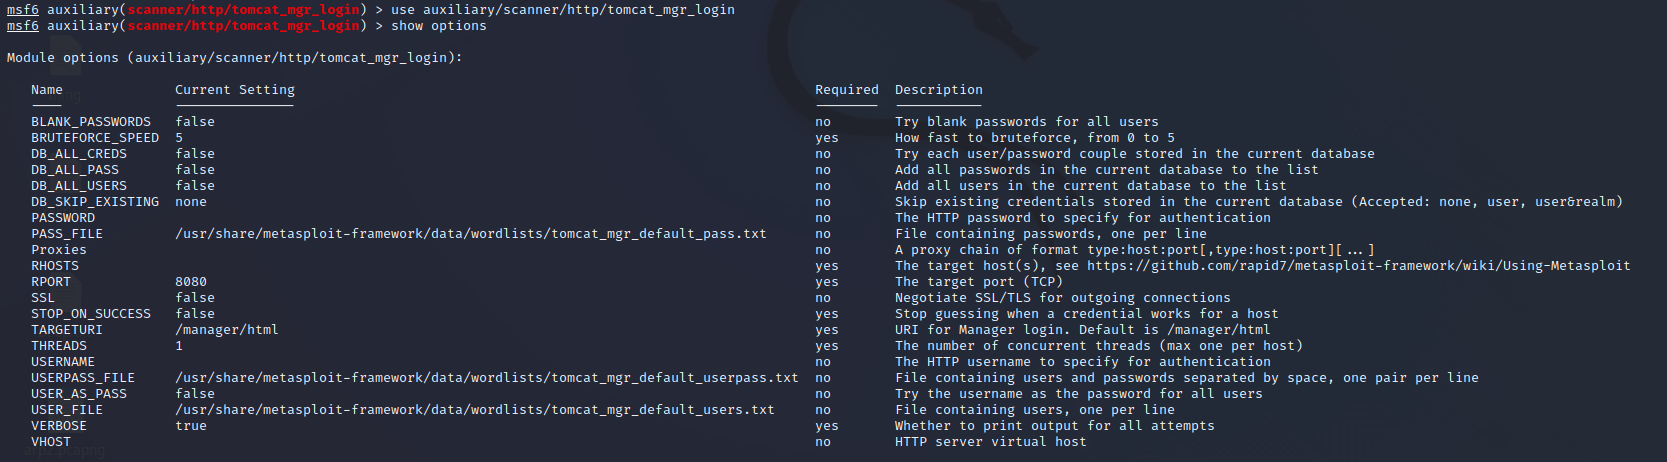 msf6 auxiliary(scanner/http/tomcat_mgr_login) > use auxiliary/scanner/http/tomcat_mgr_login
msf6 auxiliary(scanner/http/tomcat_mgr_login) > show options
Module options (auxiliary/scanner/http/tomcat_mgr_login):
Name Current Setting Required Description
---- --------------- -------- -----------
BLANK_PASSWORDS false no Try blank passwords for all users
BRUTEFORCE_SPEED 5 yes How fast to bruteforce, from 0 to 5
DB_ALL_CREDS false no Try each user/password couple stored in the current database
DB_ALL_PASS false no Add all passwords in the current database to the list
DB_ALL_USERS false no Add all users in the current database to the list
DB_SKIP_EXISTING none no Skip existing credentials stored in the current database (Accepted: none, user, user&realm)
PASSWORD no The HTTP password to specify for authentication
PASS_FILE /usr/share/metasploit-framework/data/wordlists/tomcat_mgr_default_pass.txt no File containing passwords, one per line
Proxies no A proxy chain of format type:host:port[,type:host:port][...]
RHOSTS yes The target host(s), see https://github.com/rapid7/metasploit-framework/wiki/Using-Metasploit
RPORT 8080 yes The target port (TCP)
SSL false no Negotiate SSL/TLS for outgoing connections
STOP_ON_SUCCESS false yes Stop guessing when a credential works for a host
TARGETURI /manager/html yes URI for Manager login. Default is /manager/html
THREADS 1 yes The number of concurrent threads (max one per host)
USERNAME no The HTTP username to specify for authentication
USERPASS_FILE /usr/share/metasploit-framework/data/wordlists/tomcat_mgr_default_userpass.txt no File containing users and passwords separated by space, one pair per line
USER_AS_PASS false no Try the username as the password for all users
USER_FILE /usr/share/metasploit-framework/data/wordlists/tomcat_mgr_default_users.txt no File containing users, one per line
VERBOSE true yes Whether to print output for all attempts
VHOST no HTTP server virtual host